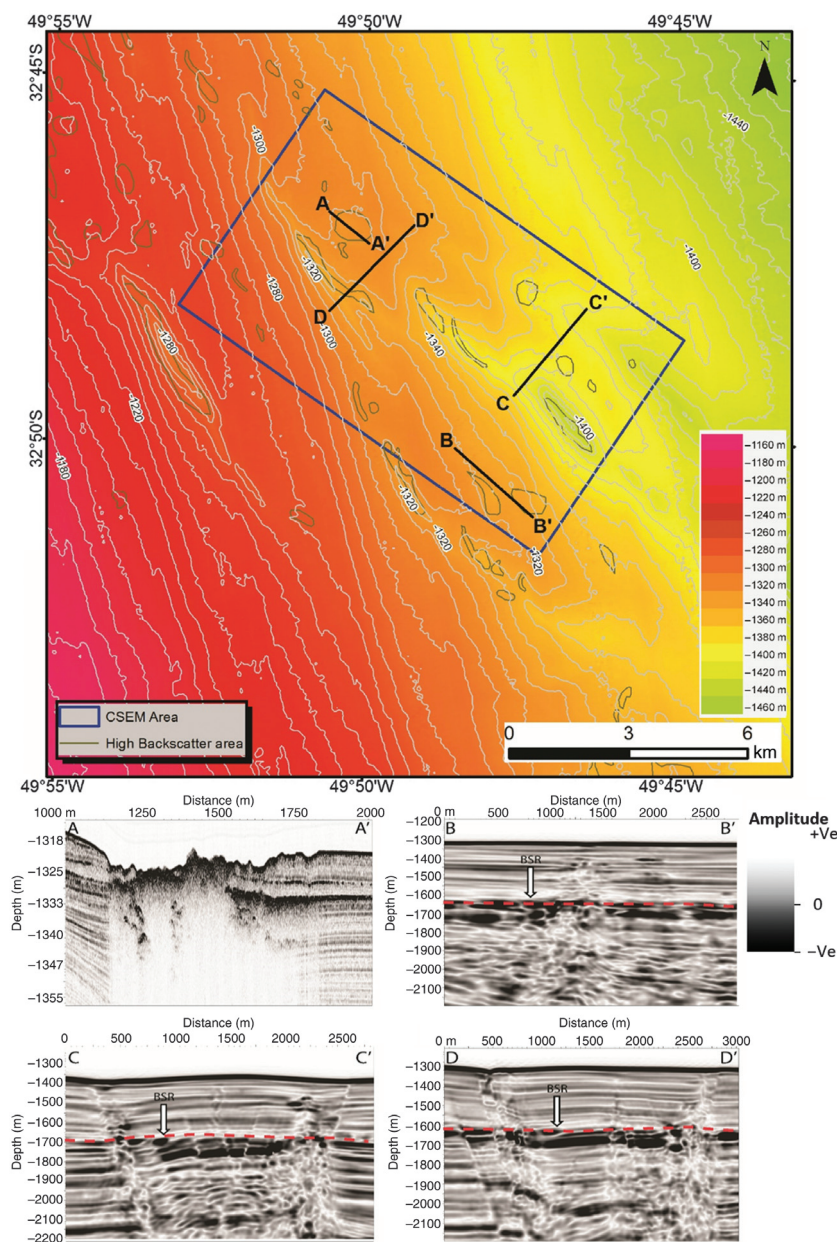 49°55'W 49°50'W 49°45'W
32°45'S
32°50'S
N
-1300
-1440
-1400
-1320
-1280
-1300
-1340
-1280
-1220
-1180
-1400
-1320
-1320
-1320
A
A'
D'
D
C'
C
B
B'
-1160 m
-1180 m
-1200 m
-1220 m
-1240 m
-1260 m
-1280 m
-1300 m
-1320 m
-1340 m
-1360 m
-1380 m
-1400 m
-1420 m
-1440 m
-1460 m
CSEM Area
High Backscatter area
0 3 6
km
49°55'W 49°50'W 49°45'W
Distance (m)
1000 m 1250 1500 1750 2000
A A'
Depth (m)
−1318
−1325
−1333
−1340
−1347
−1355
Distance (m)
0 m 500 1000 1500 2000 2500
B B'
BSR
Depth (m)
−1200
−1300
−1400
−1500
−1600
−1700
−1800
−1900
−2000
−2100
Amplitude
+Ve
0
−Ve
Distance (m)
0 500 1000 1500 2000 2500
C C'
BSR
Depth (m)
−1300
−1400
−1500
−1600
−1700
−1800
−1900
−2000
−2100
−2200
Distance (m)
0 m 500 1000 1500 2000 2500 3000
D D'
BSR
Depth (m)
−1300
−1400
−1500
−1600
−1700
−1800
−1900
−2000
−2100